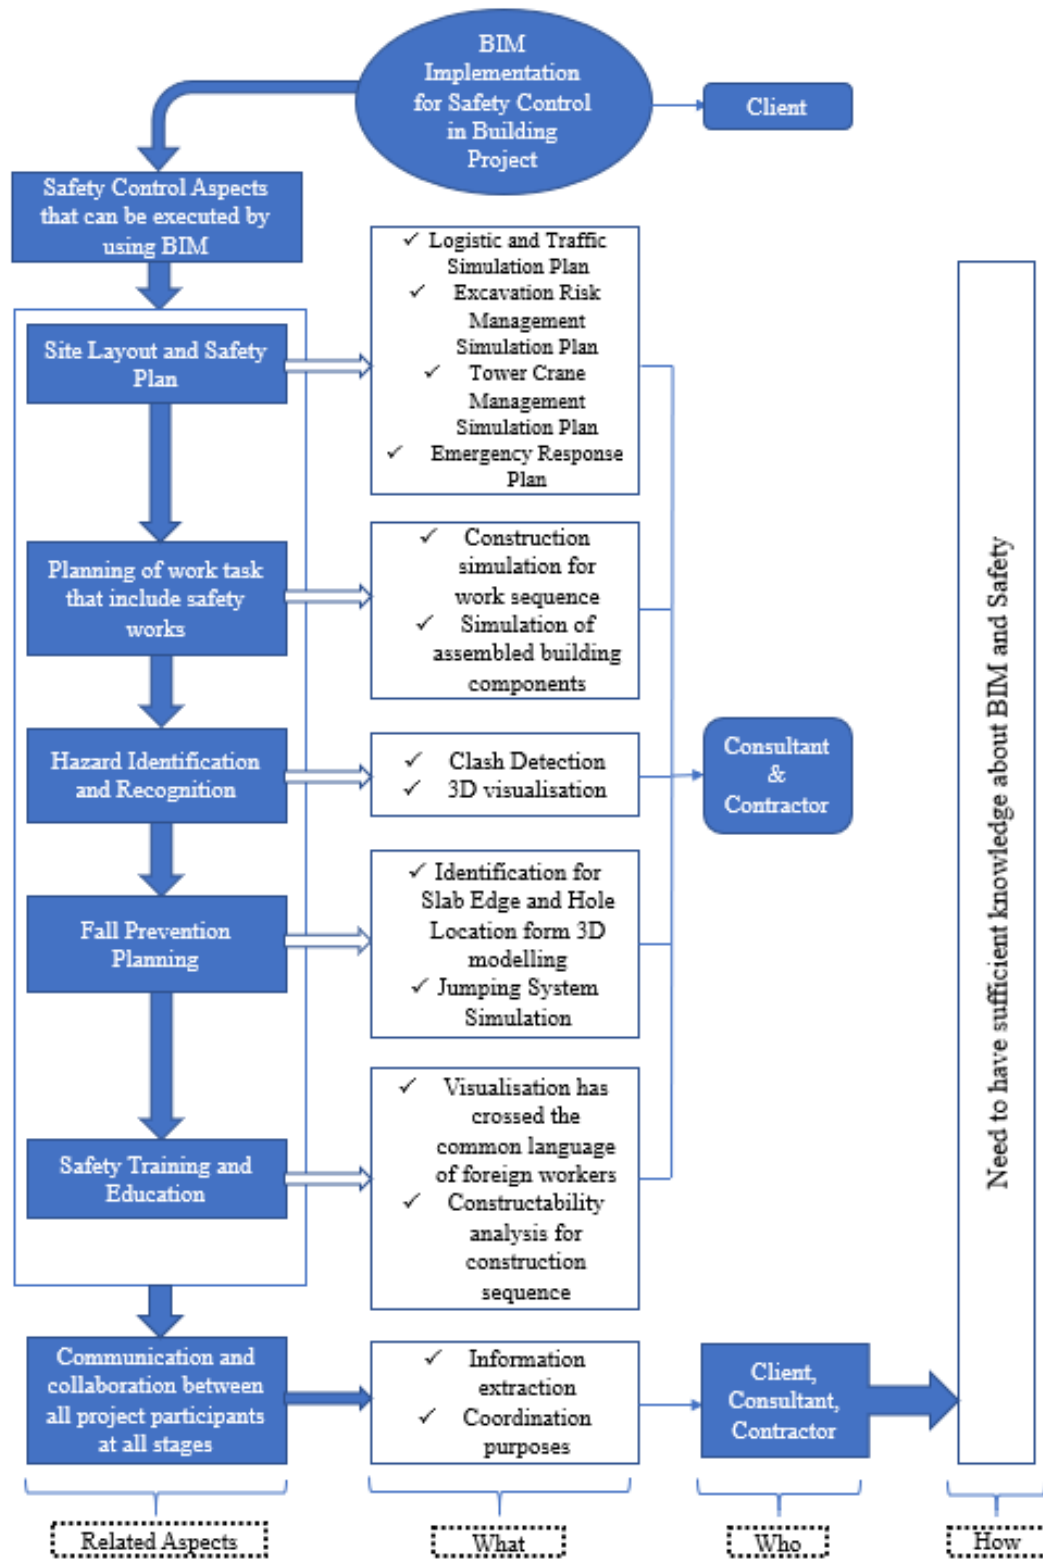 BIM
Implementation
for Safety Control
in Building
Project
Client
Safety Control Aspects
that can be executed by
using BIM
Site Layout and Safety
Plan
✓ Logistic and Traffic
Simulation Plan
✓ Excavation Risk
Management
Simulation Plan
✓ Tower Crane
Management
Simulation Plan
✓ Emergency Response
Plan
Planning of work task
that include safety
works
✓ Construction
simulation for
work sequence
✓ Simulation of
assembled building
components
Hazard Identification
and Recognition
✓ Clash Detection
✓ 3D visualisation
Consultant
&
Contractor
Fall Prevention
Planning
✓ Identification for
Slab Edge and Hole
Location form 3D
modelling
✓ Jumping System
Simulation
Safety Training and
Education
✓ Visualisation has
crossed the
common language
of foreign workers
✓ Constructability
analysis for
construction
sequence
Communication and
collaboration between
all project participants
at all stages
✓ Information
extraction
✓ Coordination
purposes
Client,
Consultant,
Contractor
Need to have sufficient knowledge about BIM and Safety
Related Aspects
What
Who
How